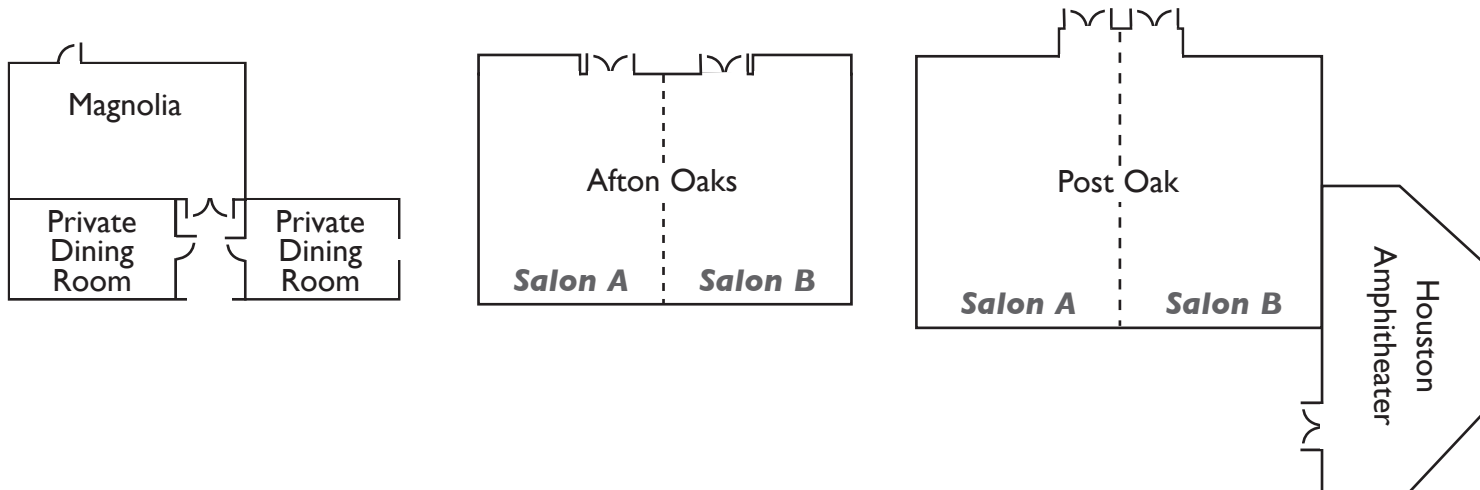 Magnolia
Private
Dining
Room
Private
Dining
Room
Afton Oaks
Salon A
Salon B
Post Oak
Salon A
Salon B
Houston
Amphitheater